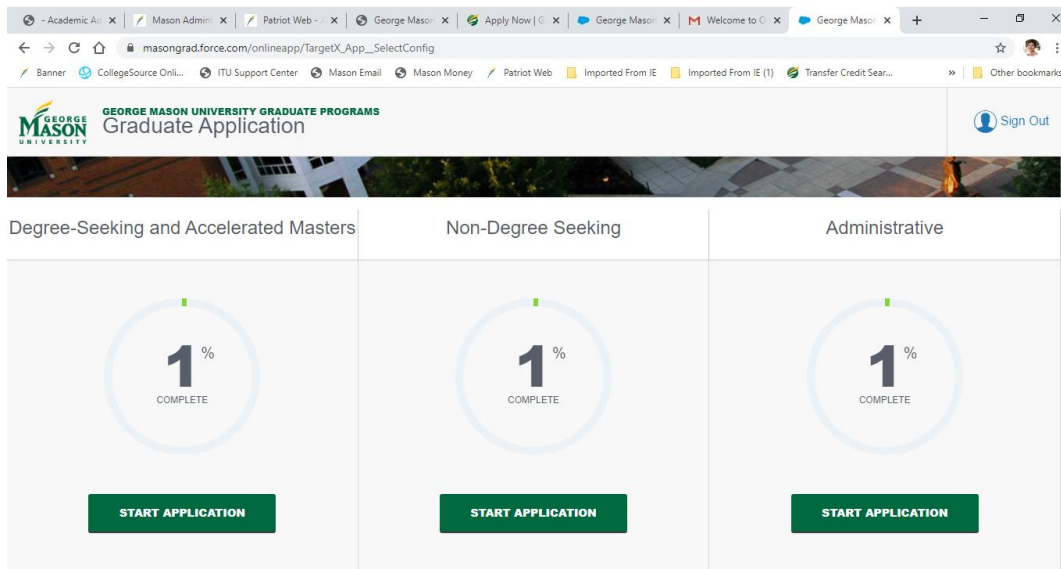 - Academic Ad
Mason Admin
Patriot Web - A
George Mason
Apply Now | G
George Mason
Welcome to G
George Mason
masongrad.force.com/onlineapp/TargetX_App__SelectConfig
Banner
CollegeSource Onli...
ITU Support Center
Mason Email
Mason Money
Patriot Web
Imported From IE
Imported From IE (1)
Transfer Credit Sear...
Other bookmarks
GEORGE
MASON
UNIVERSITY
GEORGE MASON UNIVERSITY GRADUATE PROGRAMS
Graduate Application
Sign Out
Degree-Seeking and Accelerated Masters
Non-Degree Seeking
Administrative
1%
COMPLETE
1%
COMPLETE
1%
COMPLETE
START APPLICATION
START APPLICATION
START APPLICATION